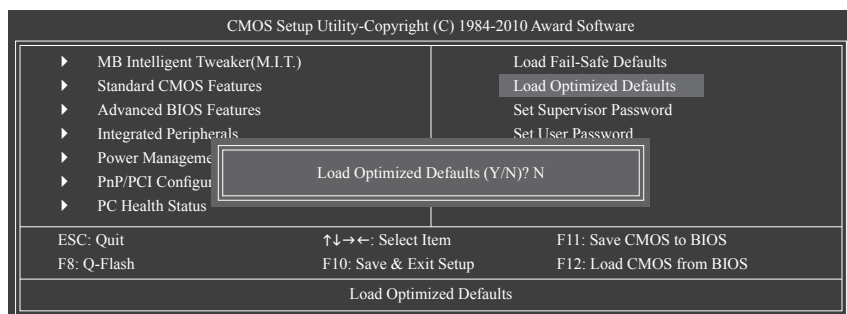 CMOS Setup Utility-Copyright (C) 1984-2010 Award Software
MB Intelligent Tweaker(M.I.T.)
Standard CMOS Features
Advanced BIOS Features
Integrated Peripherals
Power Manageme
PnP/PCI Configur
PC Health Status
Load Fail-Safe Defaults
Load Optimized Defaults
Set Supervisor Password
Set User Password
Load Optimized Defaults (Y/N)? N
ESC: Quit ↑↓→←: Select Item F11: Save CMOS to BIOS
F8: Q-Flash F10: Save & Exit Setup F12: Load CMOS from BIOS
Load Optimized Defaults